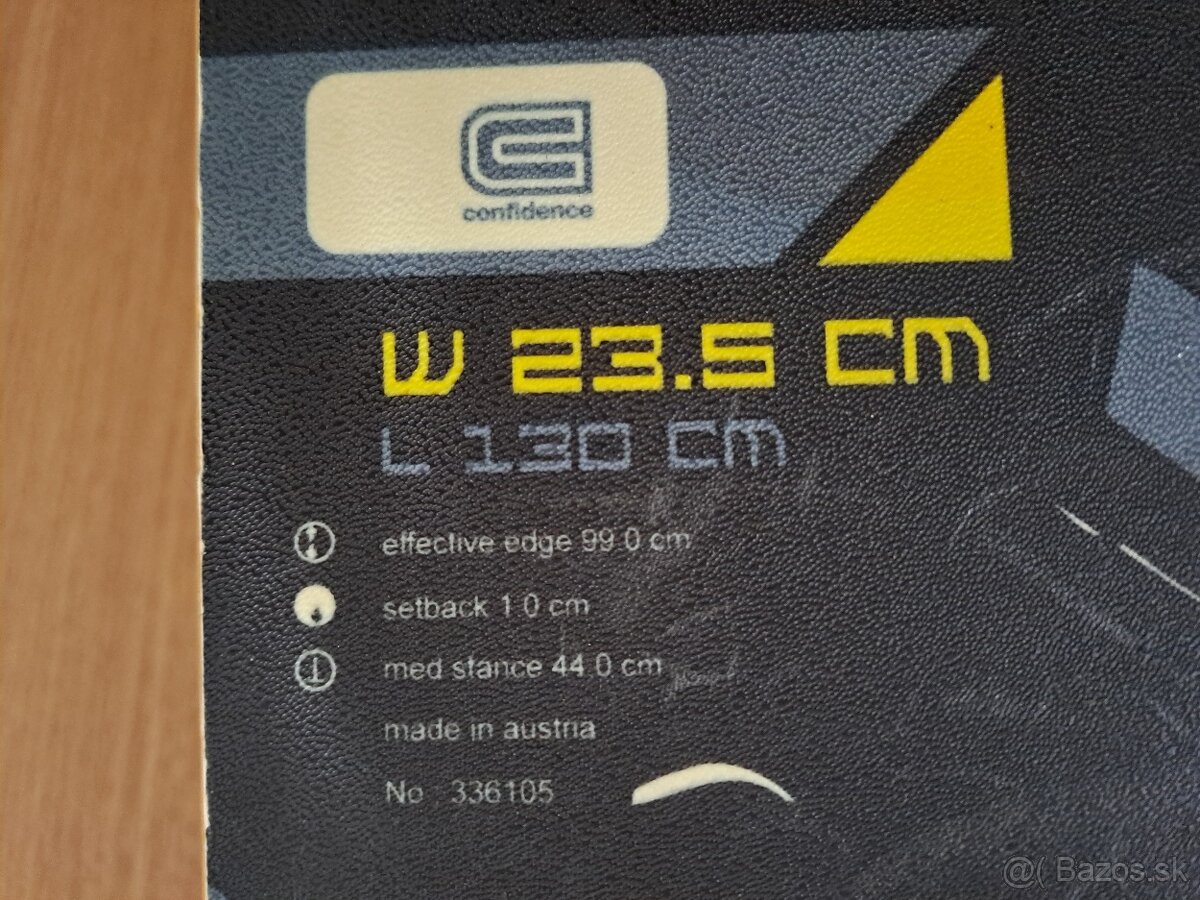 confidence
W 23.5 CM
L 130 CM
effective edge 99.0 cm
setback 1.0 cm
med stance 44.0 cm
made in austria
No 336105
@( Bazos.sk